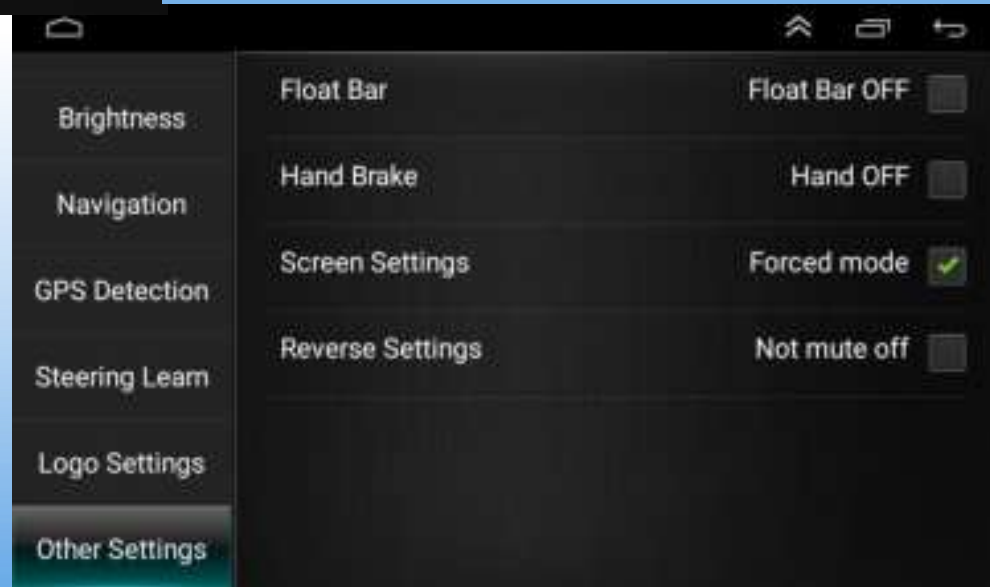 Brightness
Navigation
GPS Detection
Steering Learn
Logo Settings
Other Settings
Float Bar Float Bar OFF
Hand Brake Hand OFF
Screen Settings Forced mode
Reverse Settings Not mute off